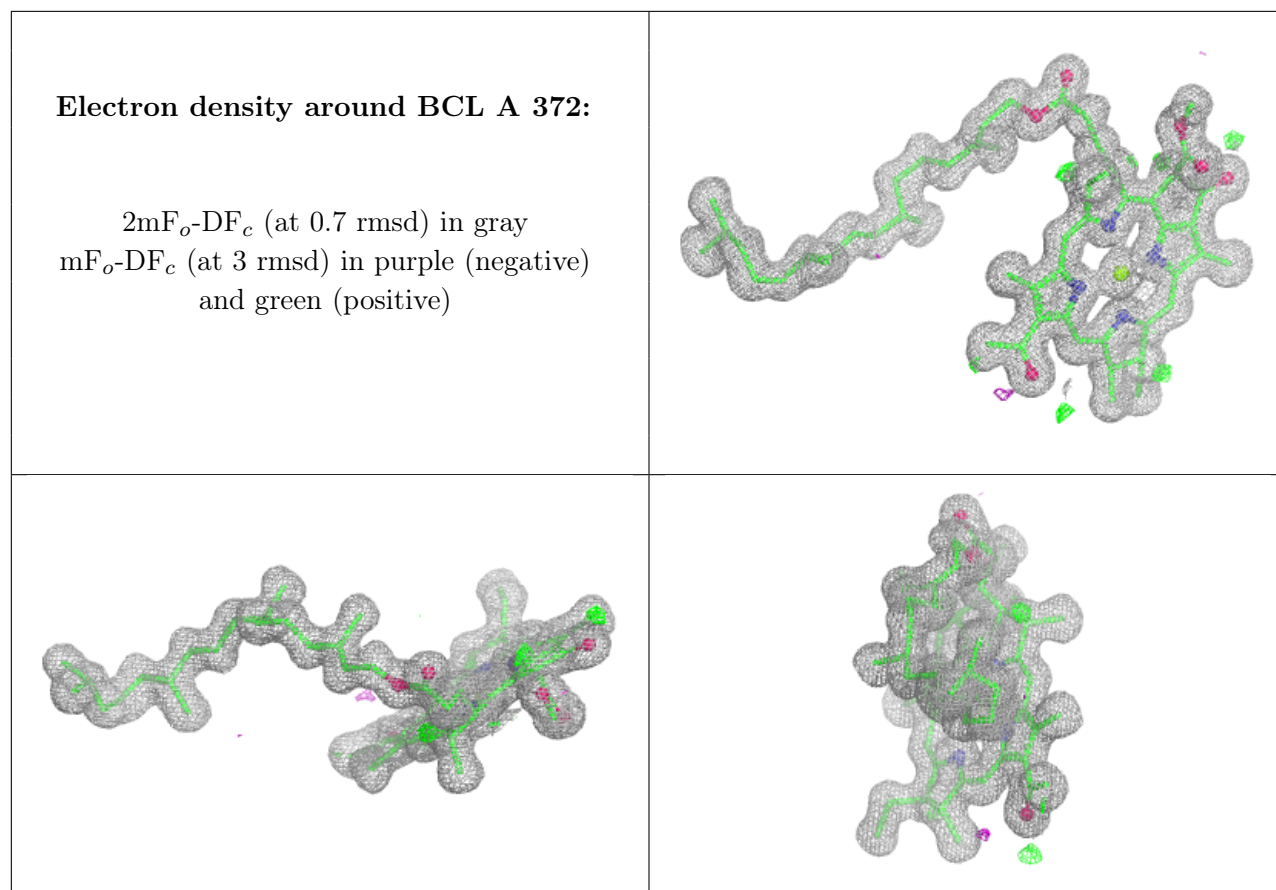 Electron density around BCL A 372:
2mFₒ-DF𝒸 (at 0.7 rmsd) in gray
mFₒ-DF𝒸 (at 3 rmsd) in purple (negative)
and green (positive)